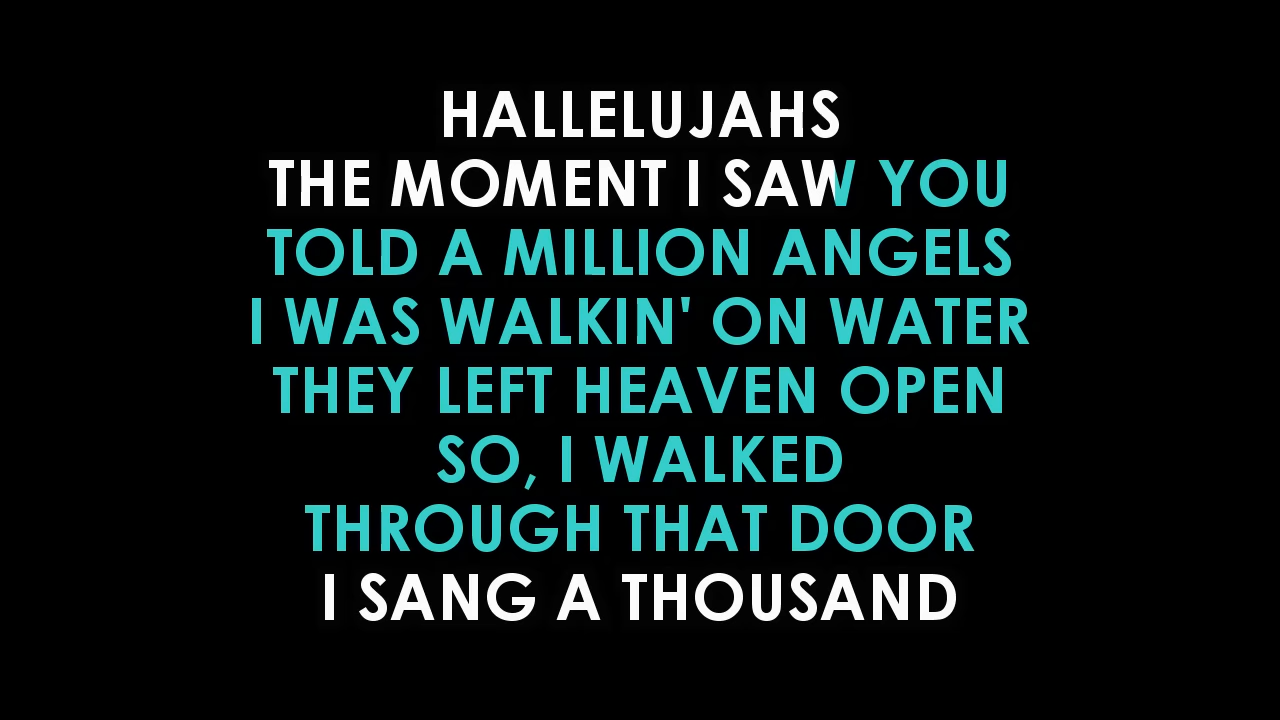 HALLELUJAHS
THE MOMENT I SAW YOU
TOLD A MILLION ANGELS
I WAS WALKIN' ON WATER
THEY LEFT HEAVEN OPEN
SO, I WALKED
THROUGH THAT DOOR
I SANG A THOUSAND